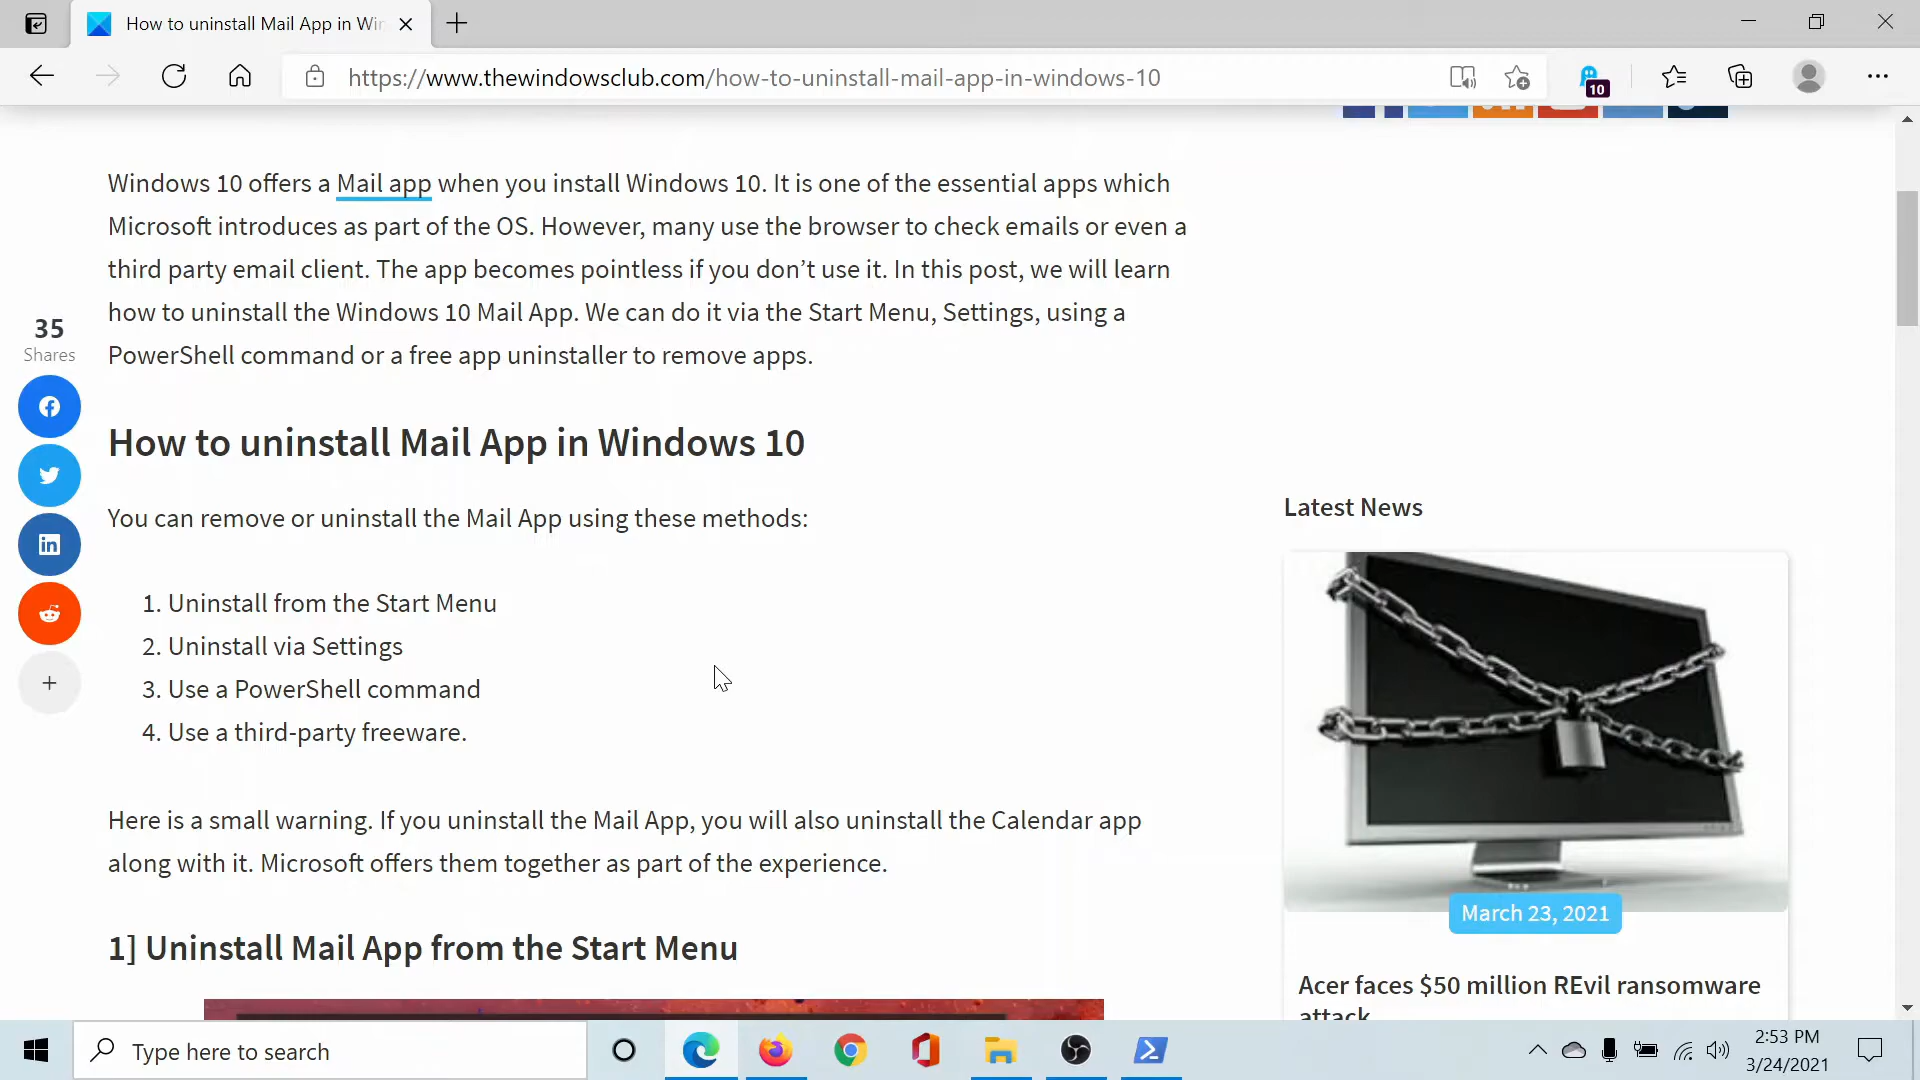 How to uninstall Mail App in Win
https://www.thewindowsclub.com/how-to-uninstall-mail-app-in-windows-10
10
Windows 10 offers a Mail app when you install Windows 10. It is one of the essential apps which
Microsoft introduces as part of the OS. However, many use the browser to check emails or even a
third party email client. The app becomes pointless if you don’t use it. In this post, we will learn
how to uninstall the Windows 10 Mail App. We can do it via the Start Menu, Settings, using a
PowerShell command or a free app uninstaller to remove apps.
35
Shares
How to uninstall Mail App in Windows 10
You can remove or uninstall the Mail App using these methods:
1. Uninstall from the Start Menu
2. Uninstall via Settings
3. Use a PowerShell command
4. Use a third-party freeware.
Here is a small warning. If you uninstall the Mail App, you will also uninstall the Calendar app
along with it. Microsoft offers them together as part of the experience.
1] Uninstall Mail App from the Start Menu
Latest News
March 23, 2021
Acer faces $50 million REvil ransomware
attack
Type here to search
2:53 PM
3/24/2021